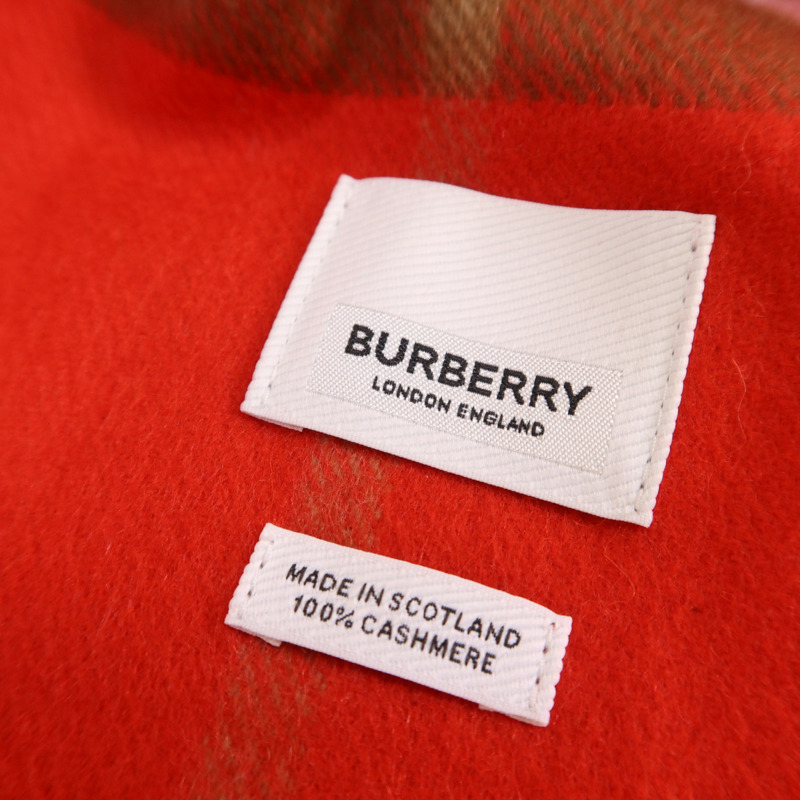 BURBERRY
LONDON ENGLAND
MADE IN SCOTLAND
100% CASHMERE